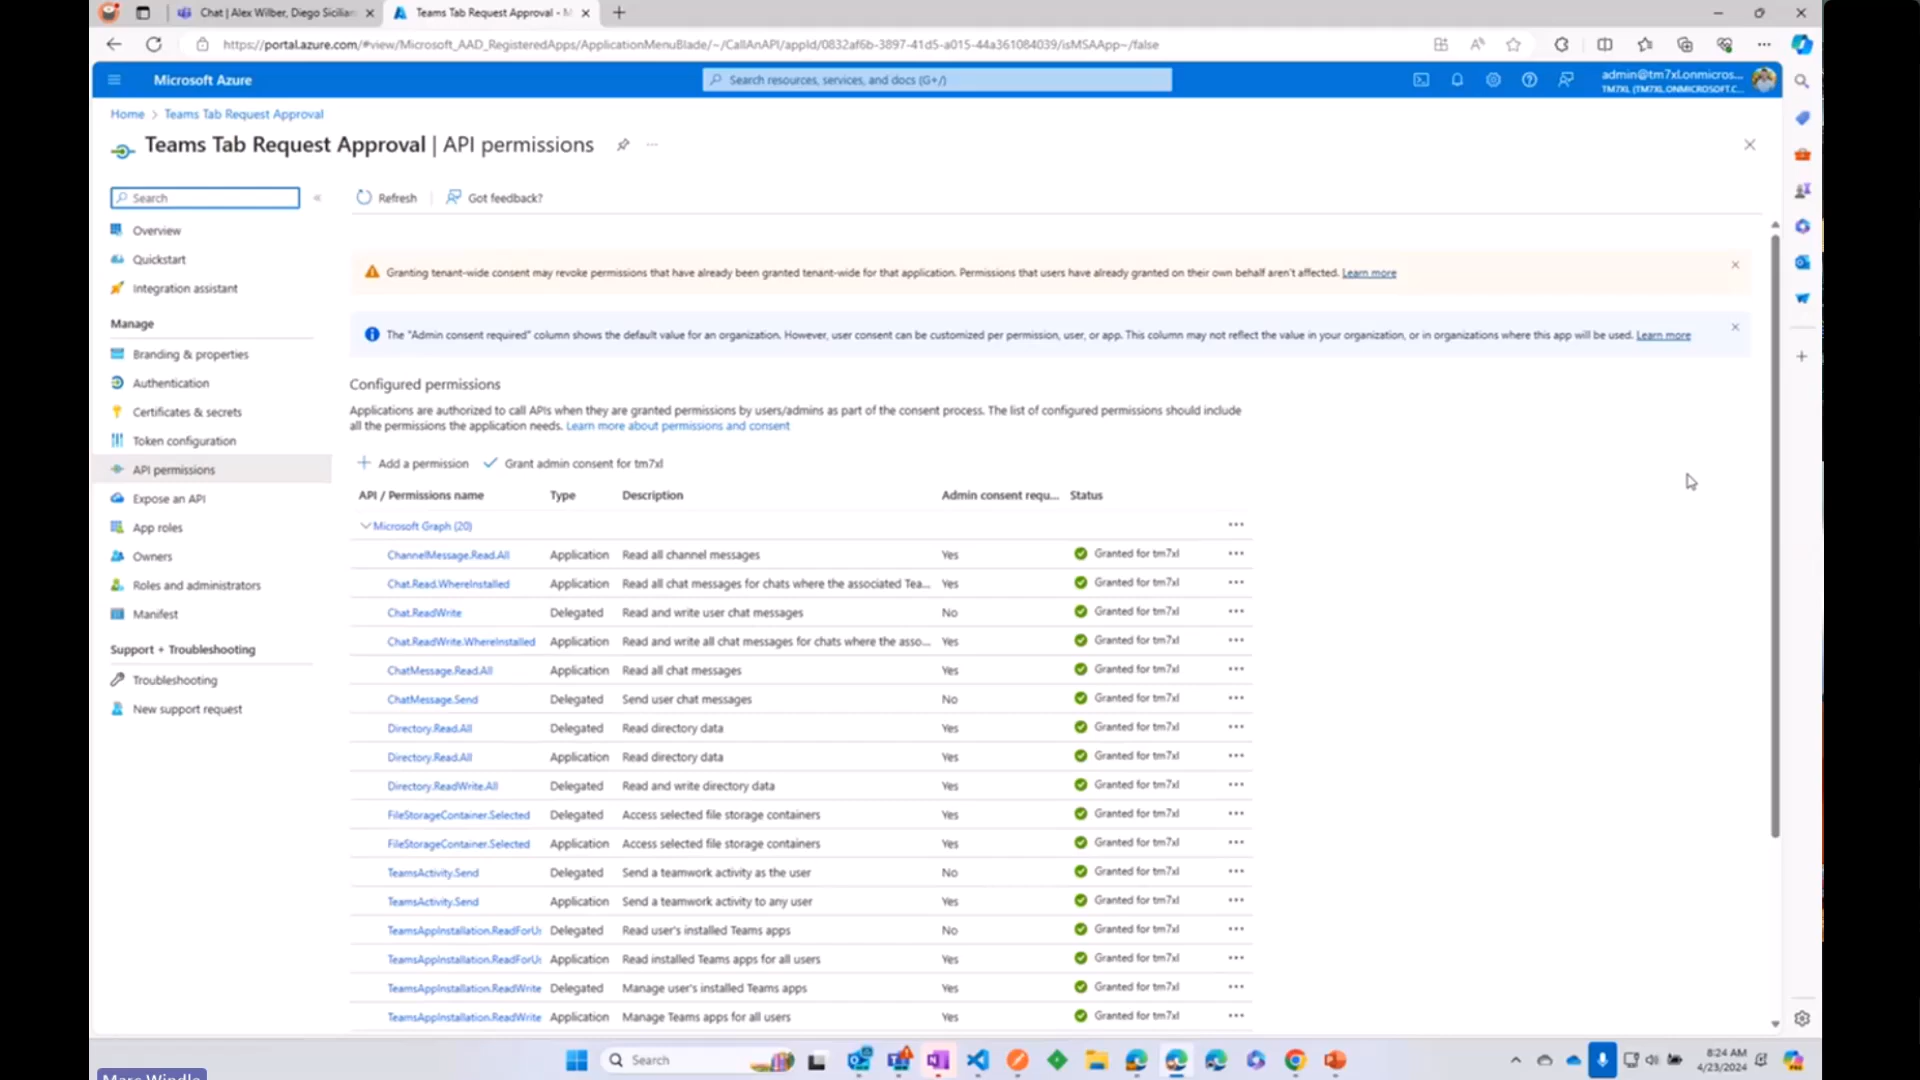 Chat | Alex Wilber, Diego Sicilian
Teams Tab Request Approval - M
https://portal.azure.com/#view/Microsoft_AAD_RegisteredApps/ApplicationMenuBlade/~/CallAnAPI/appId/0832af6b-3897-41d5-a015-44a361084039/isMSAApp~/false
Microsoft Azure
Search resources, services, and docs (G+/)
admin@tm7xl.onmicros...
TM7XL (TM7XL.ONMICROSOFT.C...
Home > Teams Tab Request Approval
Teams Tab Request Approval | API permissions
Search
Refresh
Got feedback?
Overview
Quickstart
Integration assistant
Manage
Branding & properties
Authentication
Certificates & secrets
Token configuration
API permissions
Expose an API
App roles
Owners
Roles and administrators
Manifest
Support + Troubleshooting
Troubleshooting
New support request
Granting tenant-wide consent may revoke permissions that have already been granted tenant-wide for that application. Permissions that users have already granted on their own behalf aren't affected. Learn more
The "Admin consent required" column shows the default value for an organization. However, user consent can be customized per permission, user, or app. This column may not reflect the value in your organization, or in organizations where this app will be used. Learn more
Configured permissions
Applications are authorized to call APIs when they are granted permissions by users/admins as part of the consent process. The list of configured permissions should include
all the permissions the application needs. Learn more about permissions and consent
Add a permission
Grant admin consent for tm7xl
API / Permissions name Type Description Admin consent requ... Status
Microsoft Graph (20)
ChannelMessage.Read.All Application Read all channel messages Yes Granted for tm7xl
Chat.Read.WhereInstalled Application Read all chat messages for chats where the associated Tea... Yes Granted for tm7xl
Chat.ReadWrite Delegated Read and write user chat messages No Granted for tm7xl
Chat.ReadWrite.WhereInstalled Application Read and write all chat messages for chats where the asso... Yes Granted for tm7xl
ChatMessage.Read.All Application Read all chat messages Yes Granted for tm7xl
ChatMessage.Send Delegated Send user chat messages No Granted for tm7xl
Directory.Read.All Delegated Read directory data Yes Granted for tm7xl
Directory.Read.All Application Read directory data Yes Granted for tm7xl
Directory.ReadWrite.All Delegated Read and write directory data Yes Granted for tm7xl
FileStorageContainer.Selected Delegated Access selected file storage containers Yes Granted for tm7xl
FileStorageContainer.Selected Application Access selected file storage containers Yes Granted for tm7xl
TeamsActivity.Send Delegated Send a teamwork activity as the user No Granted for tm7xl
TeamsActivity.Send Application Send a teamwork activity to any user Yes Granted for tm7xl
TeamsAppInstallation.ReadForUs Delegated Read user's installed Teams apps No Granted for tm7xl
TeamsAppInstallation.ReadForUs Application Read installed Teams apps for all users Yes Granted for tm7xl
TeamsAppInstallation.ReadWrite Delegated Manage user's installed Teams apps Yes Granted for tm7xl
TeamsAppInstallation.ReadWrite Application Manage Teams apps for all users Yes Granted for tm7xl
Search
8:24 AM
4/23/2024
Marc Windle